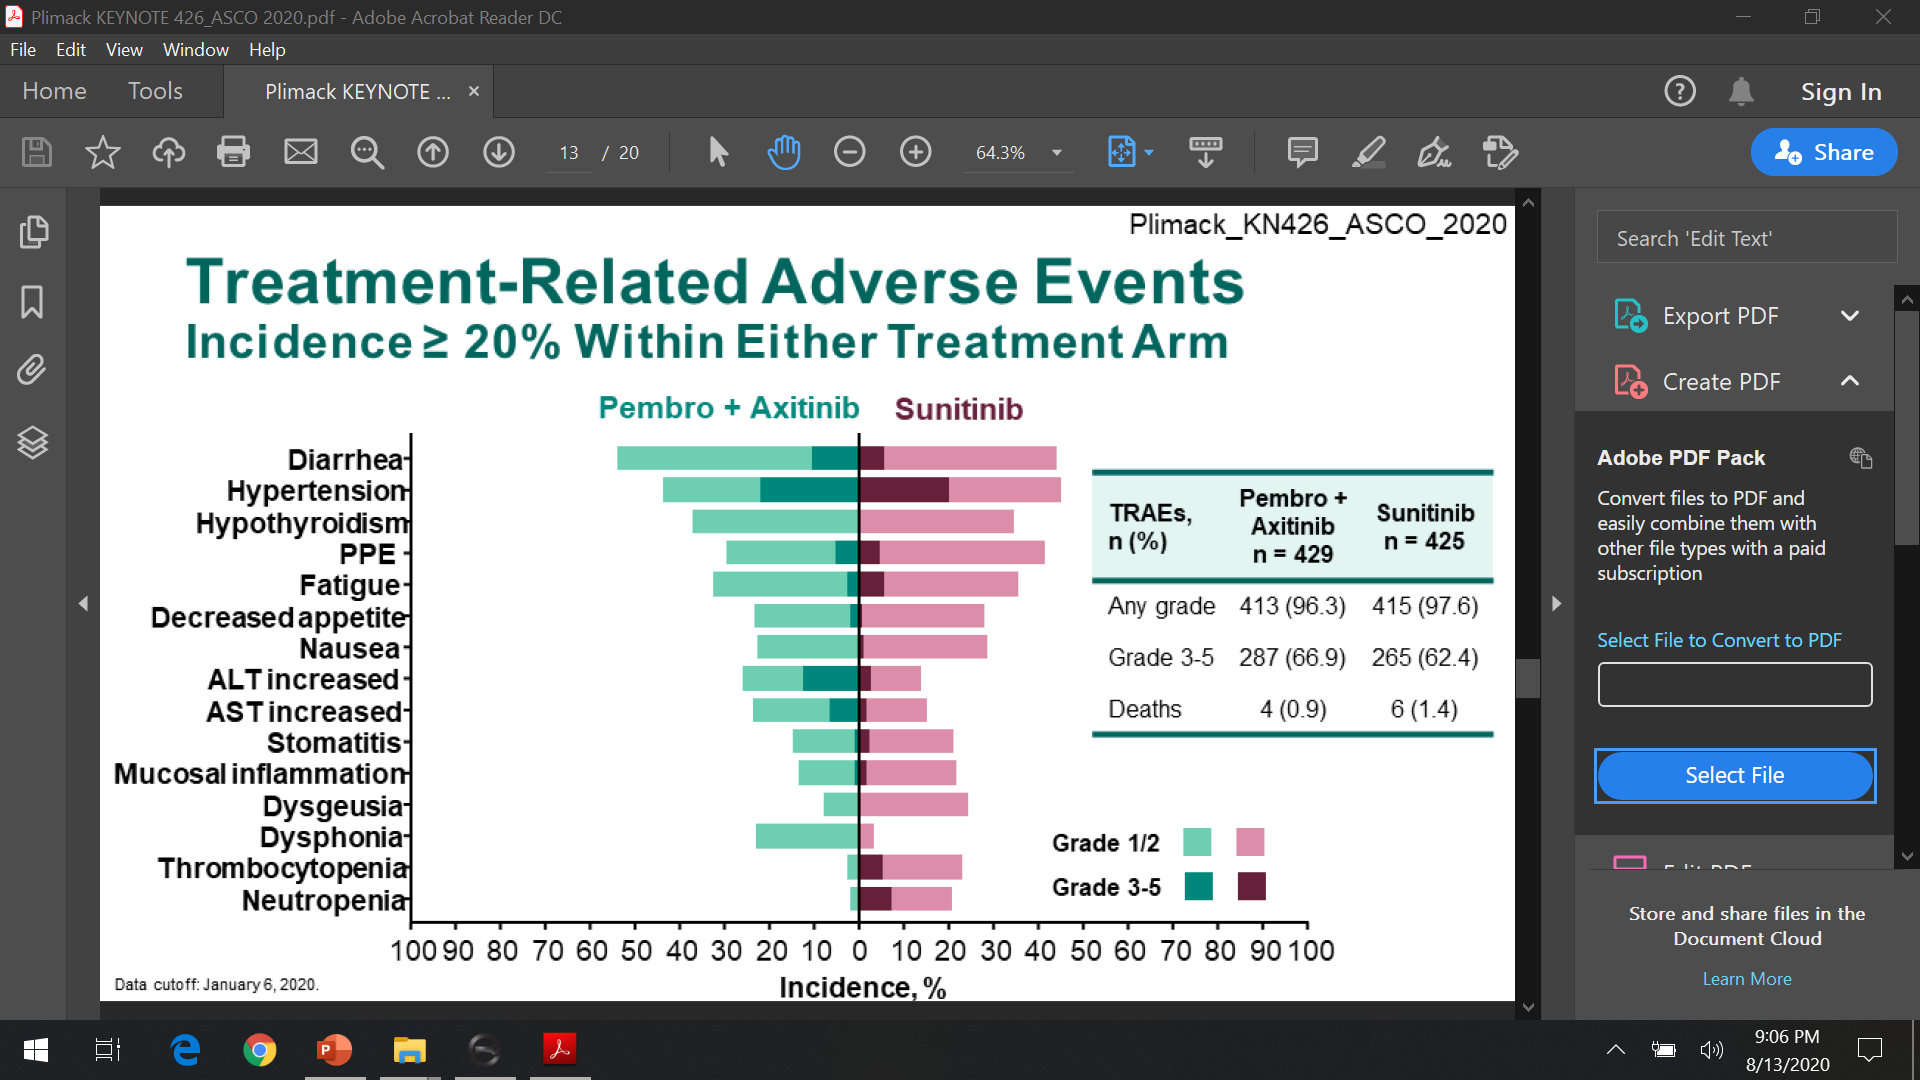 Plimack KEYNOTE 426_ASCO 2020.pdf - Adobe Acrobat Reader DC
File Edit View Window Help
Home Tools Plimack KEYNOTE ... × Sign In
13 / 20 64.3% Share
Plimack_KN426_ASCO_2020
Treatment-Related Adverse Events
Incidence ≥ 20% Within Either Treatment Arm
Pembro + Axitinib Sunitinib
Diarrhea
Hypertension
Hypothyroidism
PPE
Fatigue
Decreased appetite
Nausea
ALT increased
AST increased
Stomatitis
Mucosal inflammation
Dysgeusia
Dysphonia
Thrombocytopenia
Neutropenia
100 90 80 70 60 50 40 30 20 10 0 10 20 30 40 50 60 70 80 90 100
Incidence, %
Data cutoff: January 6, 2020.
TRAEs, n (%) Pembro + Axitinib n = 429 Sunitinib n = 425
Any grade 413 (96.3) 415 (97.6)
Grade 3-5 287 (66.9) 265 (62.4)
Deaths 4 (0.9) 6 (1.4)
Grade 1/2
Grade 3-5
Search 'Edit Text'
Export PDF
Create PDF
Adobe PDF Pack
Convert files to PDF and
easily combine them with
other file types with a paid
subscription
Select File to Convert to PDF
Select File
Store and share files in the
Document Cloud
Learn More
9:06 PM
8/13/2020